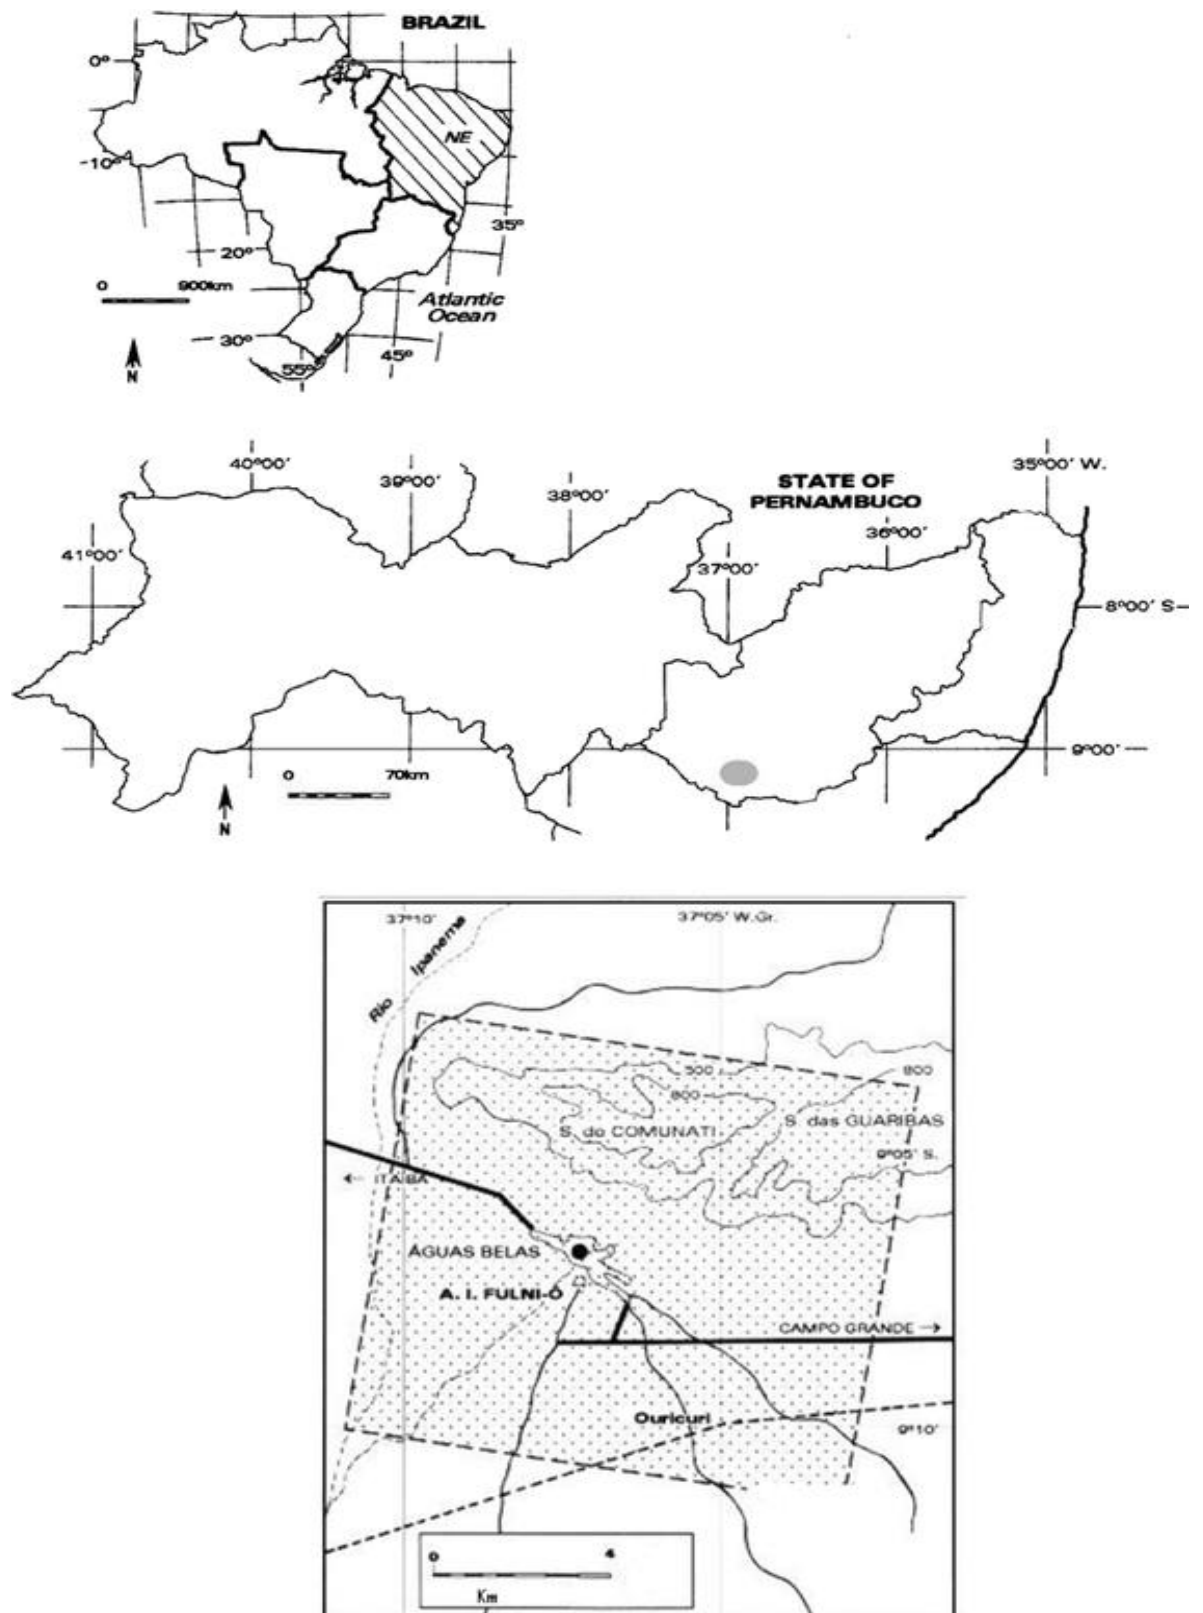 BRAZIL
0°
NE
-10°
35°
20°
0 900km
Atlantic
Ocean
30°
55°
45°
N
40°00'
39°00'
38°00'
STATE OF
PERNAMBUCO
35°00' W.
41°00'
37°00'
36°00'
8°00' S
9°00'
0 70km
N
37°10'
37°05' W.Gr.
Rio Ipanema
500
800
800
S. do COMUNATI
S. das GUARIBAS
9°05' S.
← ITAIBA
ÁGUAS BELAS
A. I. FULNI-Ô
CAMPO GRANDE →
Ouricuri
9°10'
0 4
Km